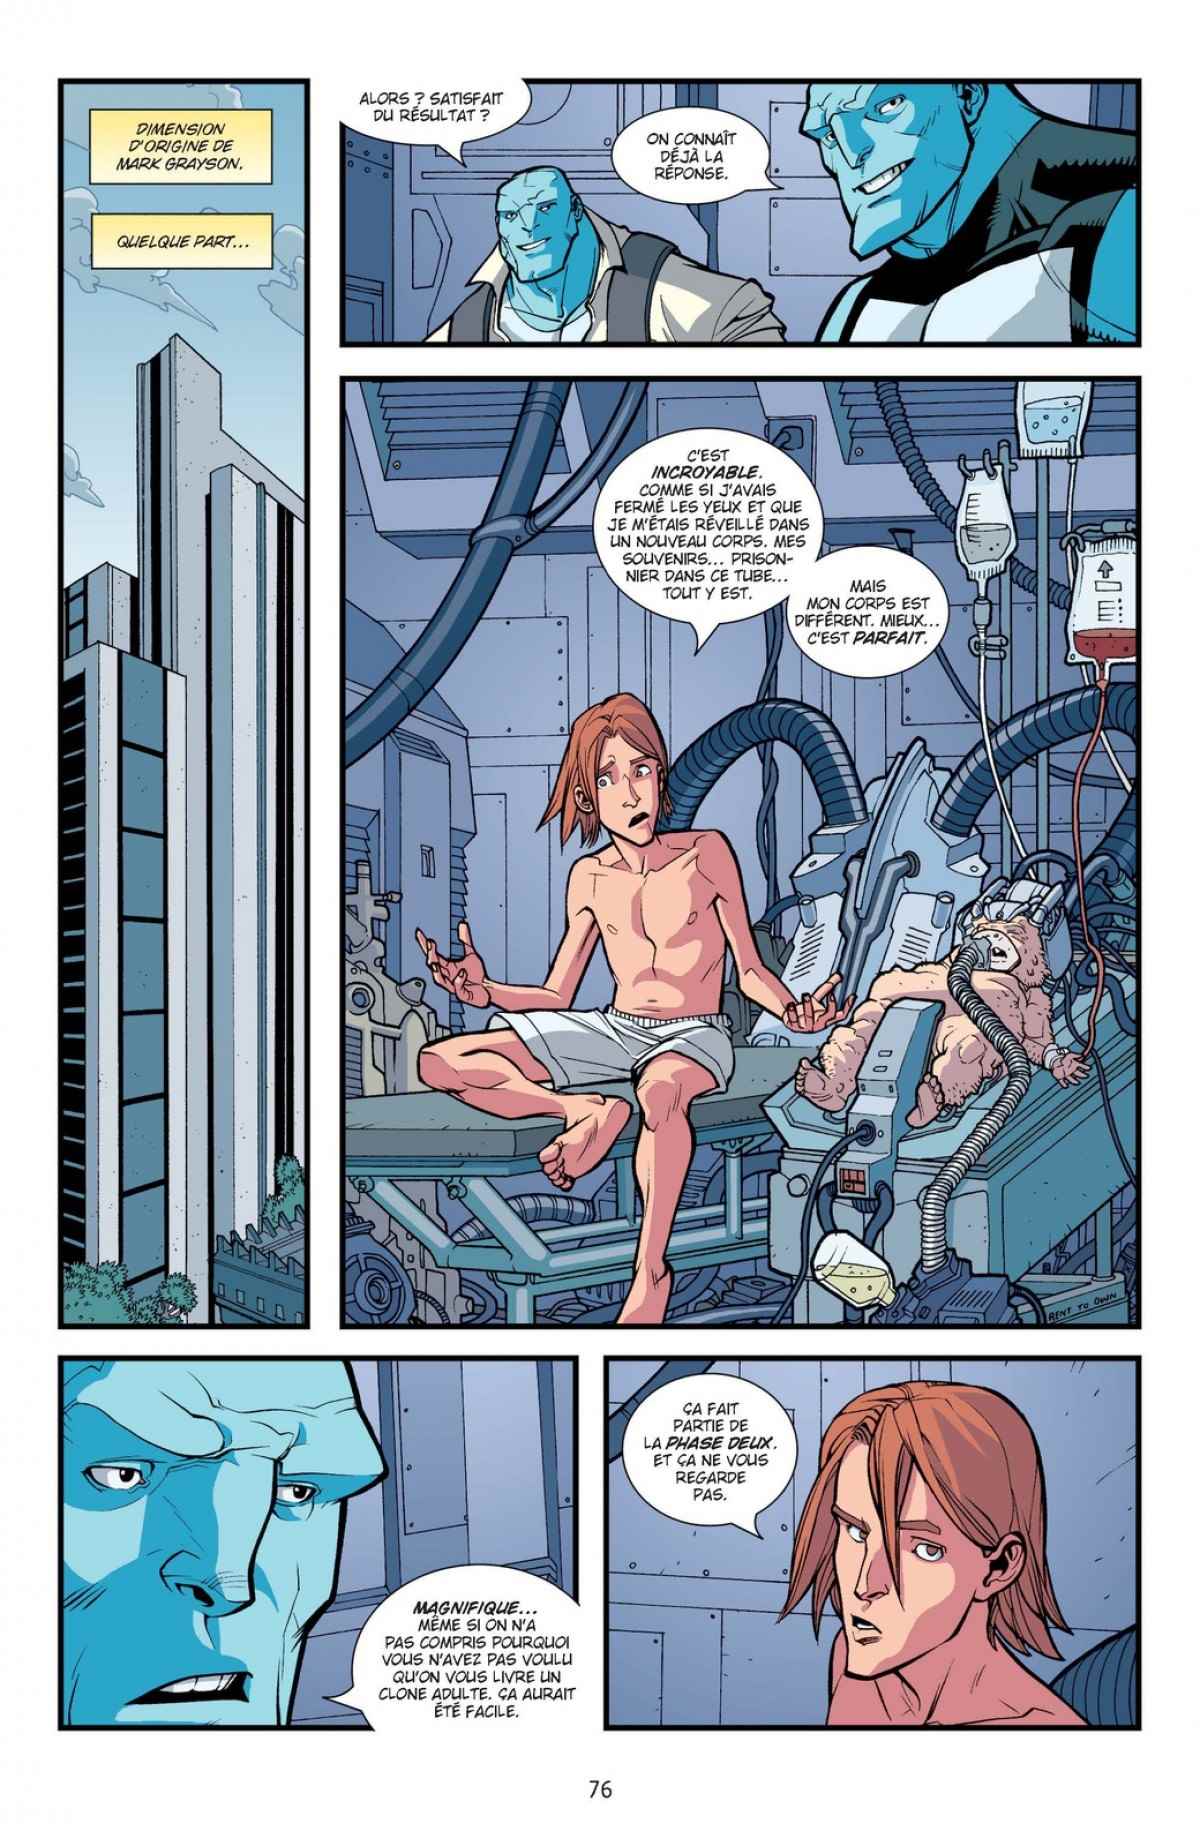 DIMENSION
D'ORIGINE DE
MARK GRAYSON.
QUELQUE PART...
ALORS ? SATISFAIT
DU RÉSULTAT ?
ON CONNAÎT
DÉJÀ LA
RÉPONSE.
C'EST
INCROYABLE.
COMME SI J'AVAIS
FERMÉ LES YEUX ET QUE
JE M'ÉTAIS RÉVEILLÉ DANS
UN NOUVEAU CORPS. MES
SOUVENIRS... PRISON-
NIER DANS CE TUBE...
TOUT Y EST.
MAIS
MON CORPS EST
DIFFÉRENT. MIEUX...
C'EST PARFAIT.
RENT TO OWN
MAGNIFIQUE...
MÊME SI ON N'A
PAS COMPRIS POURQUOI
VOUS N'AVEZ PAS VOULU
QU'ON VOUS LIVRE UN
CLONE ADULTE. ÇA AURAIT
ÉTÉ FACILE.
ÇA FAIT
PARTIE DE
LA PHASE DEUX.
ET ÇA NE VOUS
REGARDE
PAS.
76